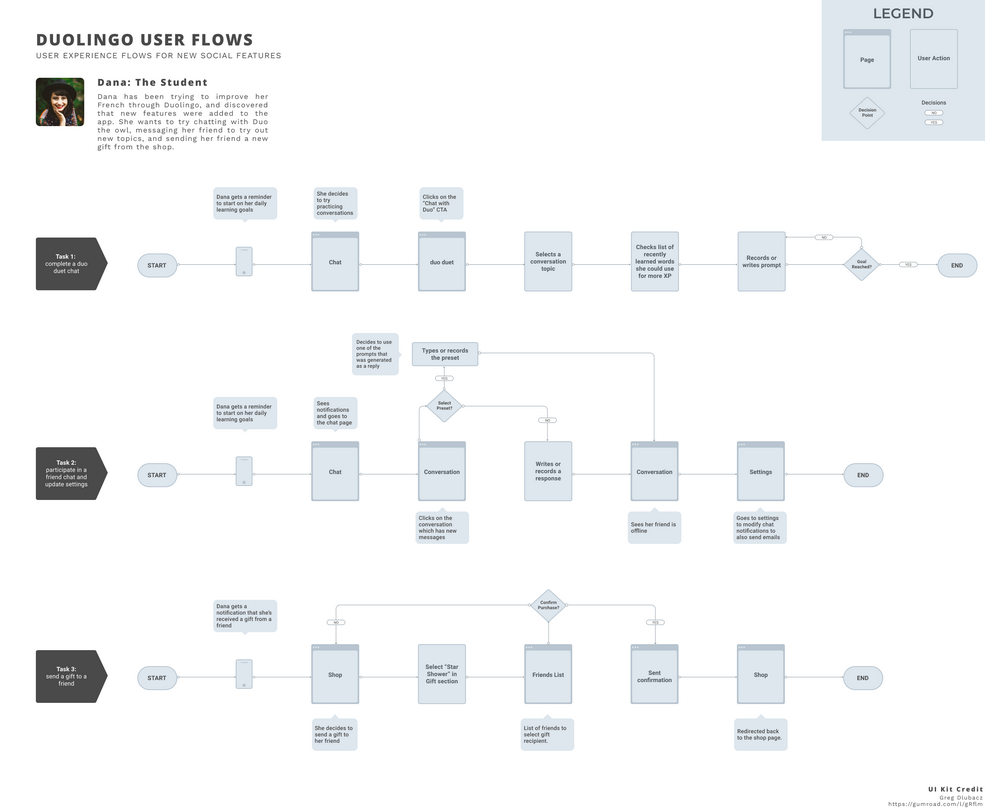 LEGEND
DUOLINGO USER FLOWS
USER EXPERIENCE FLOWS FOR NEW SOCIAL FEATURES
Page
User Action
Decision
Point
Decisions
NO
YES
Dana: The Student
Dana has been trying to improve her
French through Duolingo, and discovered
that new features were added to the
app. She wants to try chatting with Duo
the owl, messaging her friend to try out
new topics, and sending her friend a new
gift from the shop.
Dana gets a reminder
to start on her daily
learning goals
She decides
to try
practicing
conversations
Clicks on the
"Chat with
Duo" CTA
Task 1:
complete a duo
duet chat
START
Chat
duo duet
Selects a
conversation
topic
Checks list of
recently
learned words
she could use
for more XP
Records or
writes prompt
NO
Goal
Reached?
YES
END
Decides to use
one of the
prompts that
was generated
as a reply
Types or records
the preset
YES
Select
Preset?
NO
Dana gets a reminder
to start on her daily
learning goals
Sees
notifications
and goes to
the chat page
Task 2:
participate in a
friend chat and
update settings
START
Chat
Conversation
Writes or
records a
response
Conversation
Settings
END
Clicks on the
conversation
which has new
messages
Sees her friend is
offline
Goes to settings
to modify chat
notifications to
also send emails
Dana gets a
notification that she's
received a gift from a
friend
Confirm
Purchase?
NO
YES
Task 3:
send a gift to a
friend
START
Shop
Select "Star
Shower" in
Gift section
Friends List
Sent
confirmation
Shop
END
She decides to
send a gift to
her friend
List of friends to
select gift
recipient.
Redirected back
to the shop page.
UI Kit Credit
Greg Dlubacz